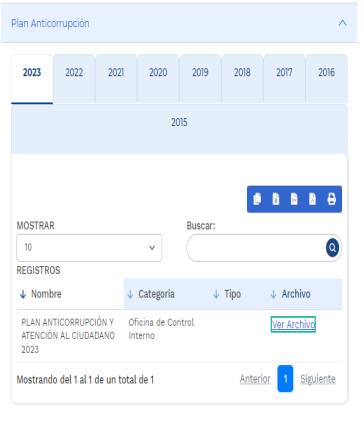 Plan Anticorrupción
2023 2022 2021 2020 2019 2018 2017 2016
2015
MOSTRAR Buscar:
10
REGISTROS
Nombre Categoria Tipo Archivo
PLAN ANTICORRUPCIÓN Y Oficina de Control Ver Archivo
ATENCIÓN AL CIUDADANO Interno
2023
Mostrando del 1 al 1 de un total de 1 Anterior 1 Siguiente